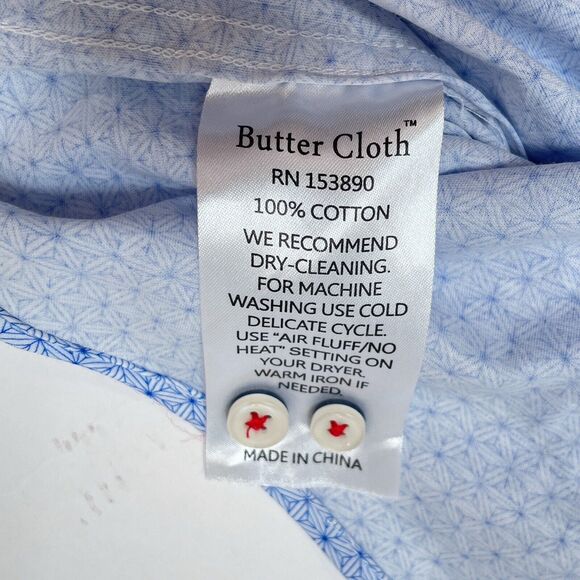 Butter Cloth™
RN 153890
100% COTTON
WE RECOMMEND
DRY-CLEANING.
FOR MACHINE
WASHING USE COLD
DELICATE CYCLE.
USE “AIR FLUFF/NO
HEAT” SETTING ON
YOUR DRYER.
WARM IRON IF
NEEDED.
MADE IN CHINA